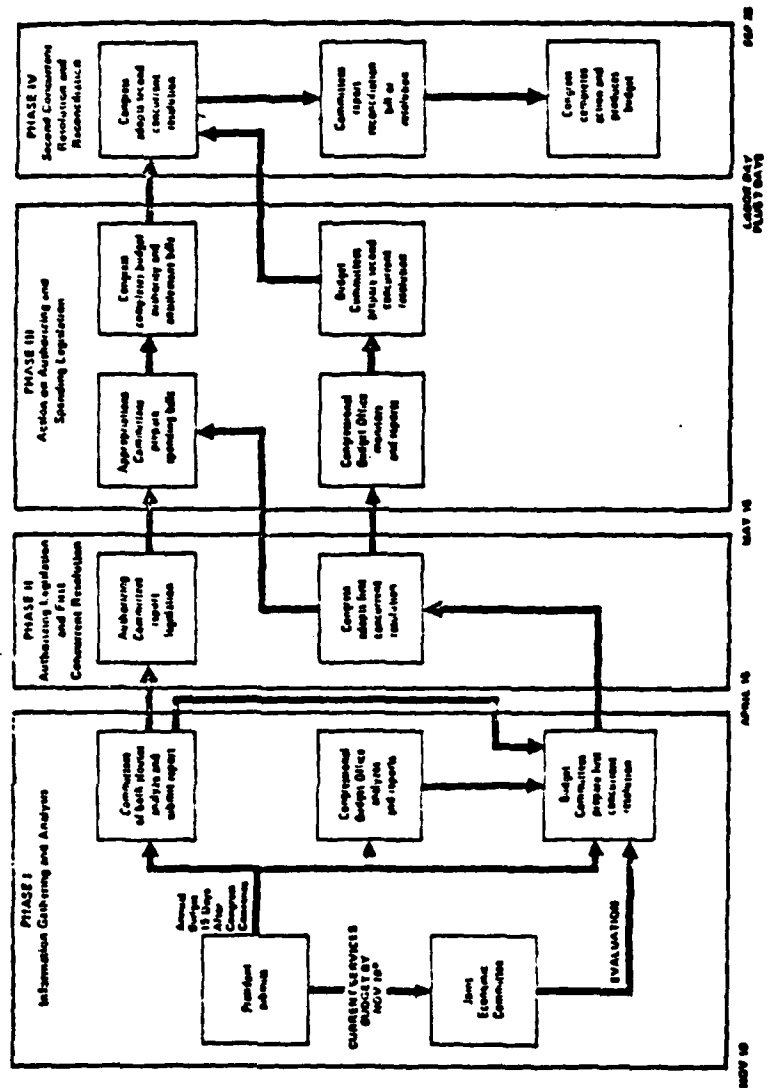 PHASE I
Information Gathering and Analysis
President
submits
Annual
Budget
15 Days
After
Congress
Convenes
CURRENT SERVICES
BUDGET BY
NOV 10*
Joint
Economic
Committee
EVALUATION
Committees
of both Houses
analyze and
submit report
Congressional
Budget Office
analyzes
and reports
Budget
Committees
prepare first
concurrent
resolution
PHASE II
Authorizing Legislation
and First
Concurrent Resolution
Authorizing
Committees
report
legislation
Congress
adopts first
concurrent
resolution
PHASE III
Action on Authorizing and
Spending Legislation
Appropriations
Committees
prepare
spending bills
Congress
completes budget
authority and
entitlement bills
Congressional
Budget Office
monitors
and reports
Budget
Committees
prepare second
concurrent
resolution
PHASE IV
Second Concurrent
Resolution and
Reconciliation
Congress
adopts second
concurrent
resolution
Committees
report
reconciliation
bill or
resolution
Congress
completes
action and
produces
budget
NOV 10
APRIL 15
MAY 15
LABOR DAY
PLUS 7 DAYS
SEP 25